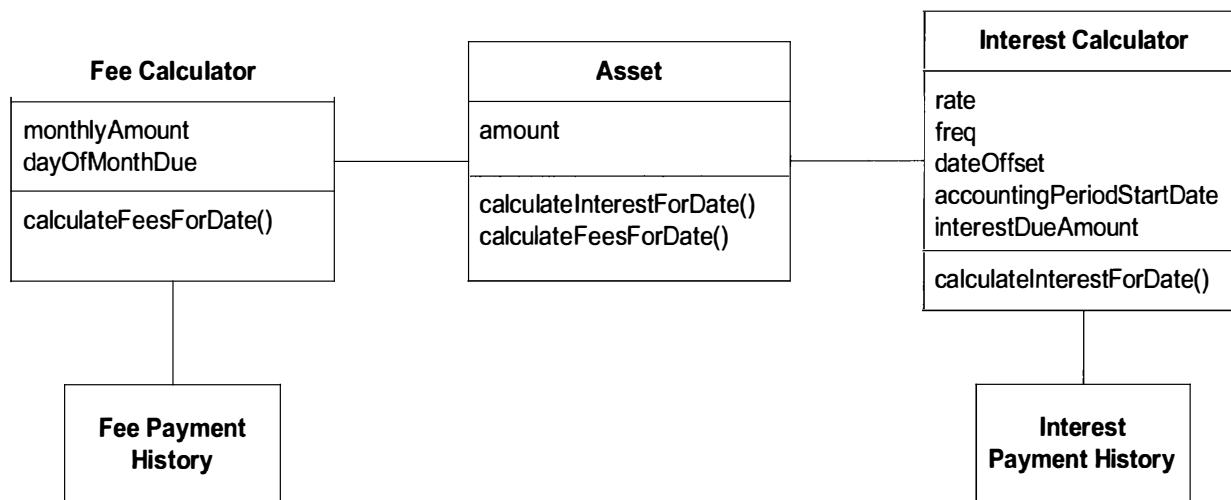 Fee Calculator
monthlyAmount
dayOfMonthDue
calculateFeesForDate()
Fee Payment
History
Asset
amount
calculateInterestForDate()
calculateFeesForDate()
Interest Calculator
rate
freq
dateOffset
accountingPeriodStartDate
interestDueAmount
calculateInterestForDate()
Interest
Payment History